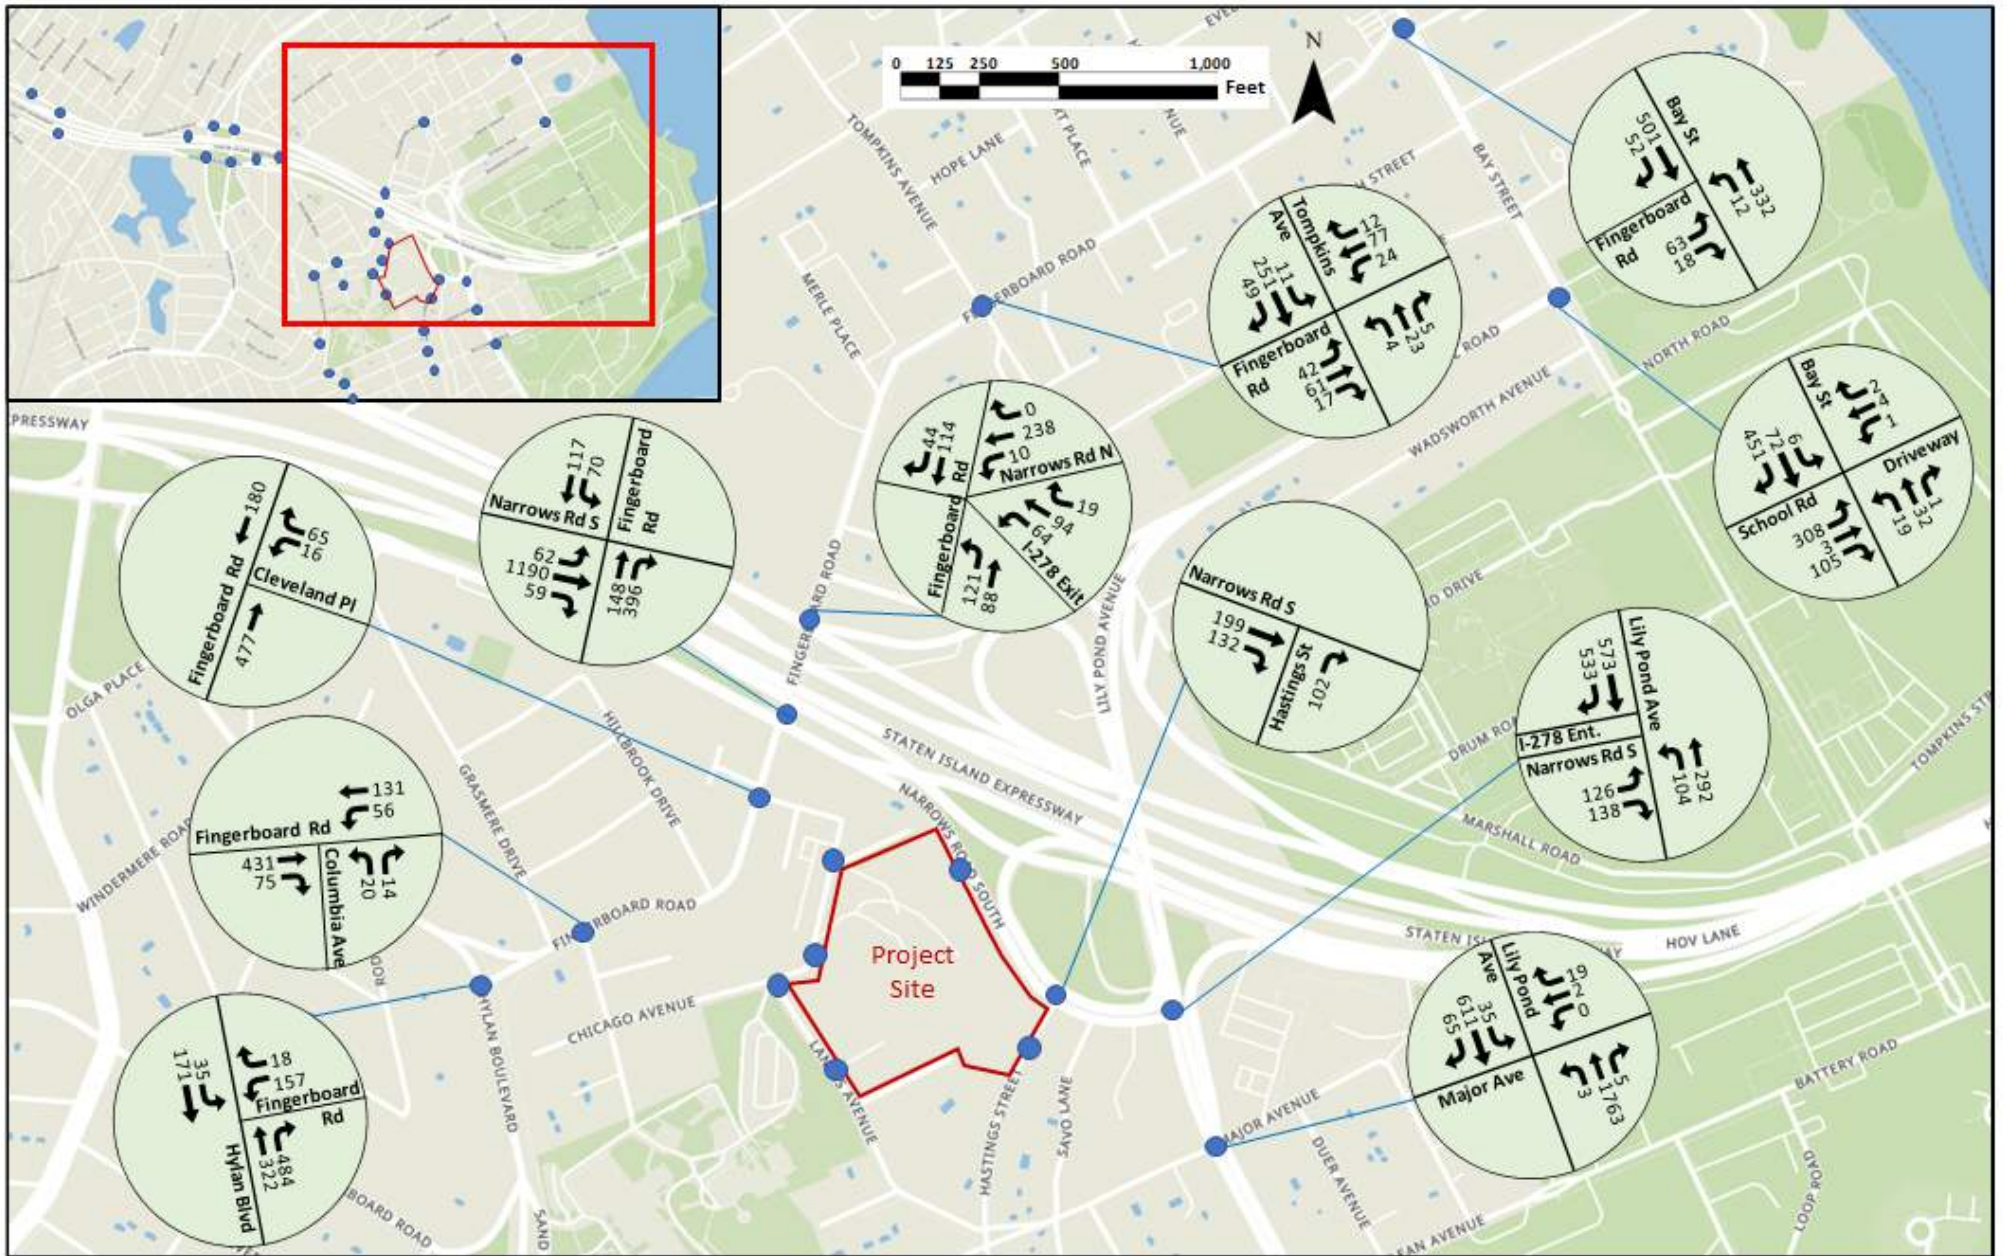 N
0 125 250 500 1,000
Feet
TOMPKINS AVENUE
HOPE LANE
BAY STREET
MERLE PLACE
NORTH ROAD
WADSWORTH AVENUE
Bay St
501
52
332
12
Fingerboard
Rd
63
18
Tompkins
Ave
12
77
24
11
251
49
Fingerboard
Rd
42
61
17
5
23
4
Bay St
2
4
1
6
72
451
Driveway
School Rd
308
3
105
1
132
19
PRESSWAY
180
65
16
Fingerboard Rd
Cleveland Pl
477
117
70
Fingerboard
Rd
Narrows Rd S
62
1190
59
148
396
44
114
0
238
10
Rd
Narrows Rd N
Fingerboard
19
94
64
I-278 Exit
121
88
Narrows Rd S
199
132
Hastings St
102
573
533
Lily Pond Ave
I-278 Ent.
Narrows Rd S
126
138
292
104
131
56
Fingerboard Rd
431
75
Columbia Ave
14
20
35
171
18
157
Fingerboard
Rd
Hylan Blvd
484
322
Lily Pond
Ave
19
2
0
35
611
65
Major Ave
5
1763
3
OLGA PLACE
WINDERMERE ROAD
GRASMERE DRIVE
HILLBROOK DRIVE
LILY POND AVENUE
STATEN ISLAND EXPRESSWAY
NARROWS ROAD SOUTH
DRUM ROA
MARSHALL ROAD
TOMPKINS ST
HOV LANE
CHICAGO AVENUE
HYLAN BOULEVARD
Project
Site
HASTINGS STREET
SAVO LANE
MAJOR AVENUE
DUER AVENUE
BATTERY ROAD
LOOP ROAD
SAND